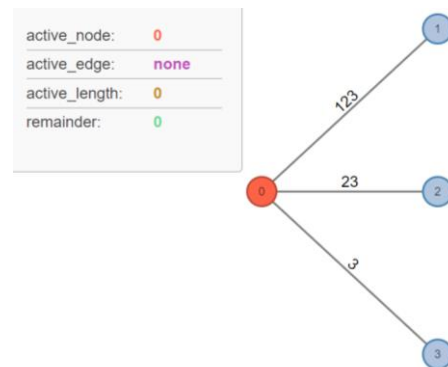 active_node: 0
active_edge: none
active_length: 0
remainder: 0
1
123
0
23
2
3
3